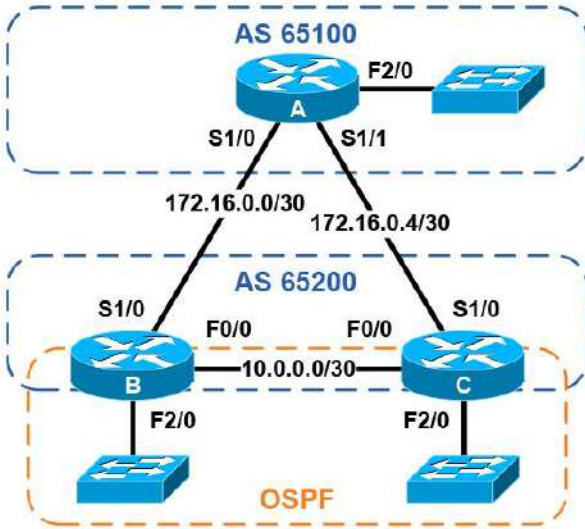 AS 65100
F2/0
A
S1/0
S1/1
172.16.0.0/30
172.16.0.4/30
AS 65200
S1/0
S1/0
F0/0
F0/0
B
10.0.0.0/30
C
F2/0
F2/0
OSPF